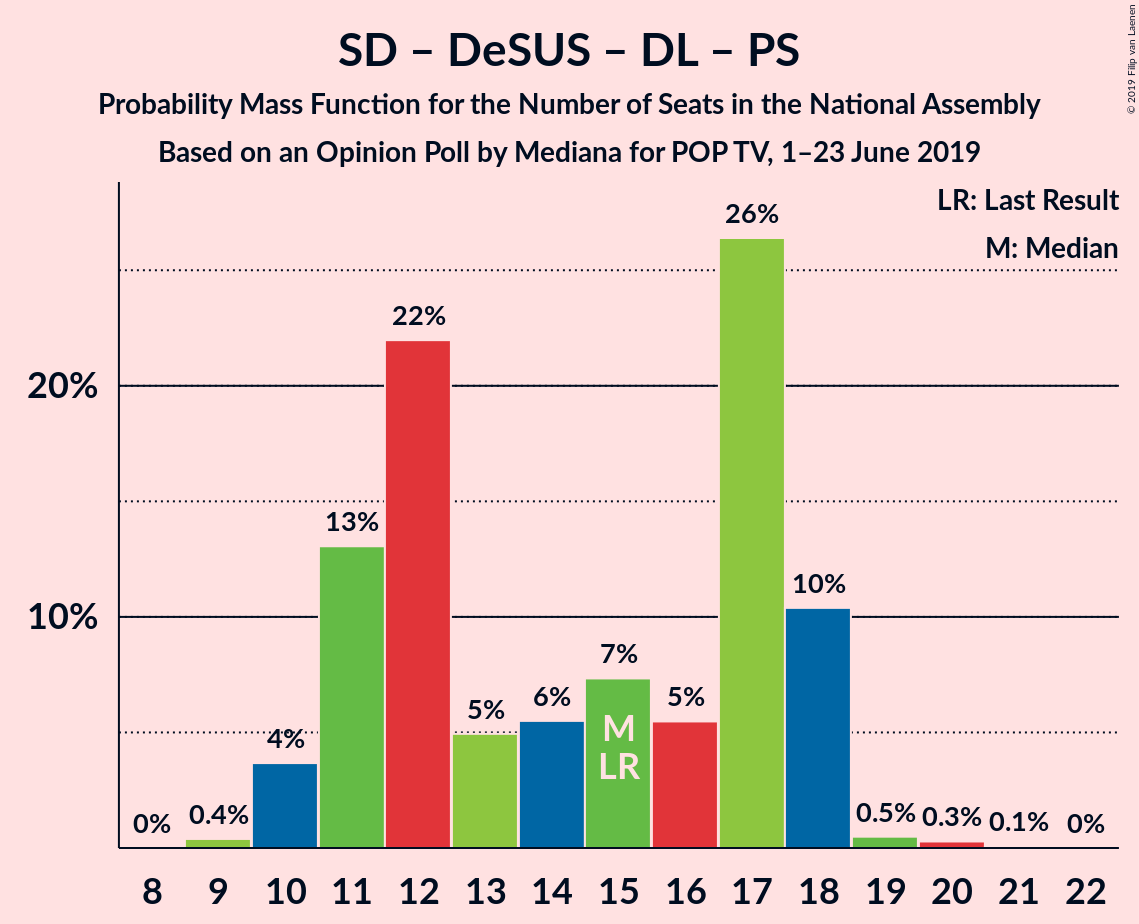 SD – DeSUS – DL – PS
Probability Mass Function for the Number of Seats in the National Assembly
Based on an Opinion Poll by Mediana for POP TV, 1–23 June 2019
© 2019 Filip van Laenen
LR: Last Result
M: Median
20%
10%
0%
0.4%
4%
13%
22%
5%
6%
7%
5%
26%
10%
0.5%
0.3%
0.1%
0%
M
LR
8 9 10 11 12 13 14 15 16 17 18 19 20 21 22